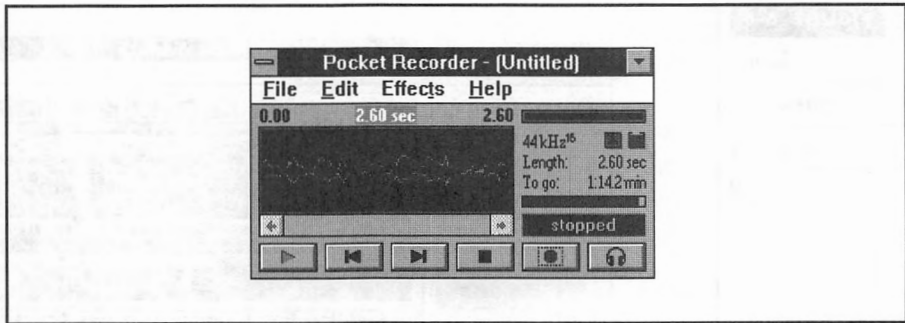 Pocket Recorder - (Untitled)
File Edit Effects Help
0.00 2.60 sec 2.60
44kHz¹⁶
Length: 2.60 sec
To go: 1:14.2 min
stopped